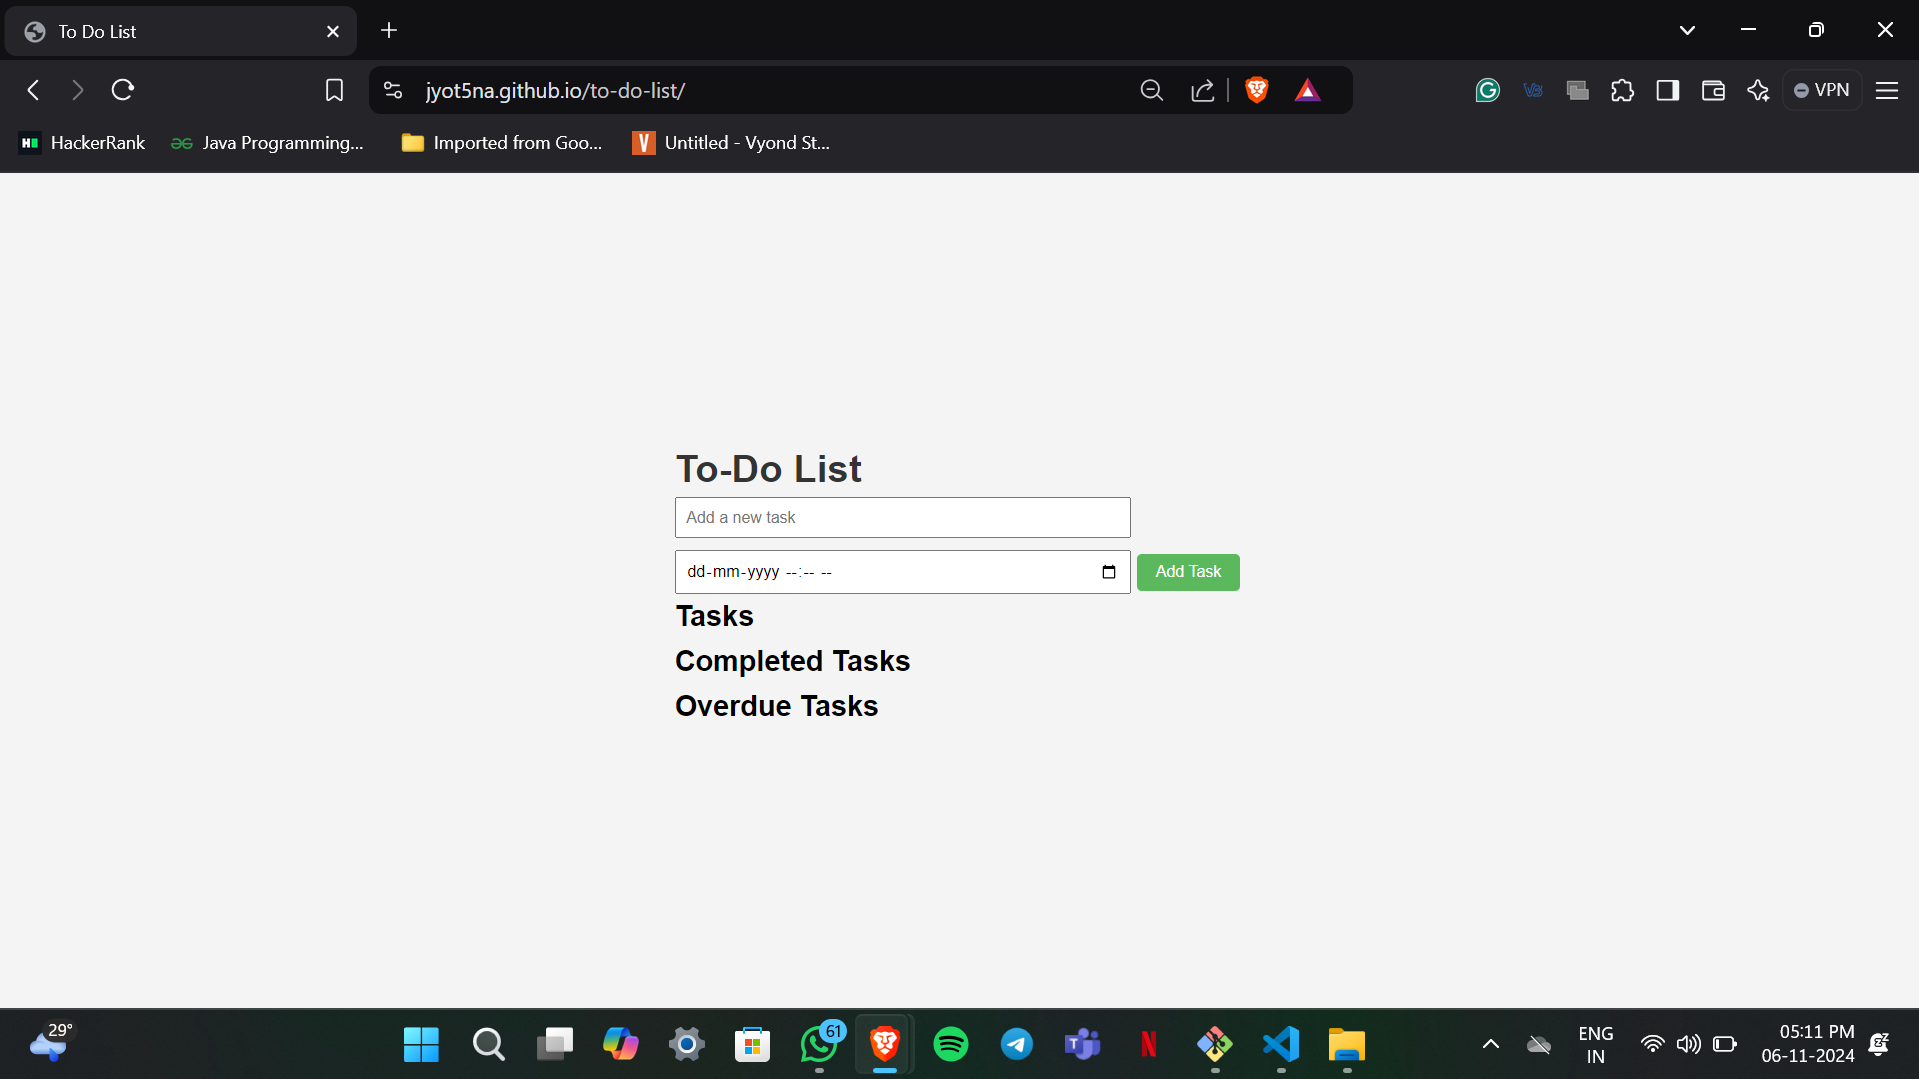 To Do List
jyot5na.github.io/to-do-list/
VB
VPN
HackerRank
Java Programming...
Imported from Goo...
V
Untitled - Vyond St...
To-Do List
Add a new task
dd-mm-yyyy --:-- --
Add Task
Tasks
Completed Tasks
Overdue Tasks
29°
61
ENG
IN
05:11 PM
06-11-2024